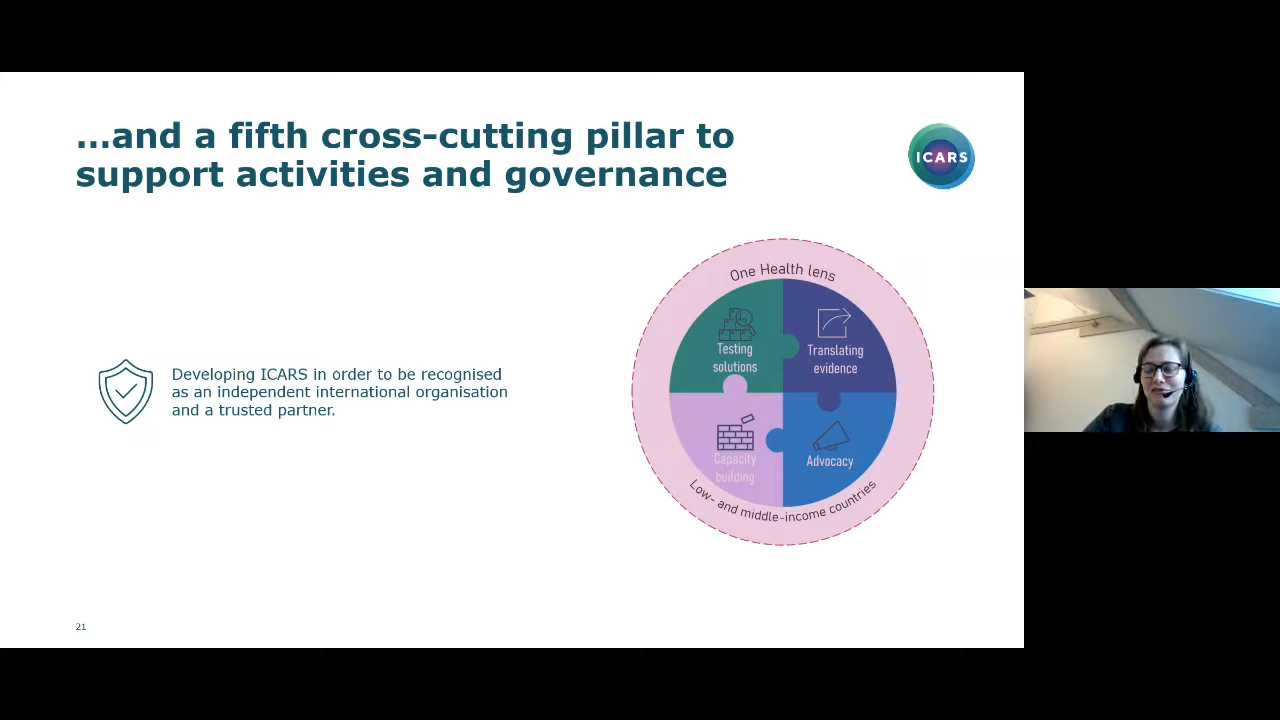 ...and a fifth cross-cutting pillar to
support activities and governance
ICARS
One Health lens
Testing
solutions
Translating
evidence
Developing ICARS in order to be recognised
as an independent international organisation
and a trusted partner.
Capacity
building
Advocacy
Low- and middle-income countries
21